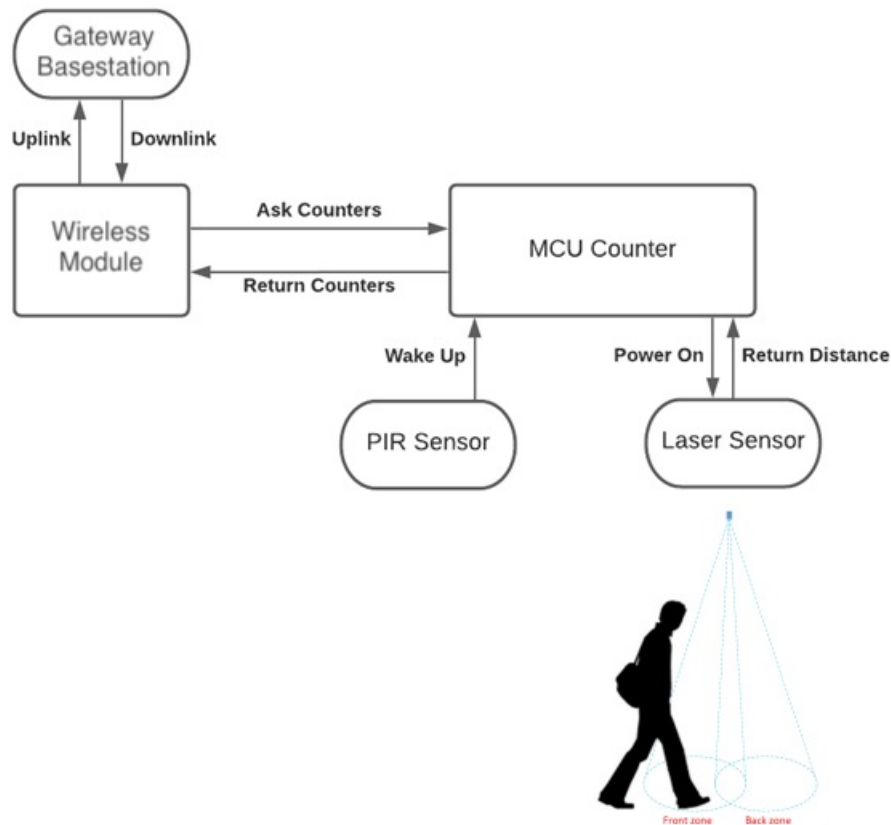 Gateway
Basestation
Uplink
Downlink
Wireless
Module
Ask Counters
Return Counters
MCU Counter
Wake Up
Power On
Return Distance
PIR Sensor
Laser Sensor
Front zone
Back zone